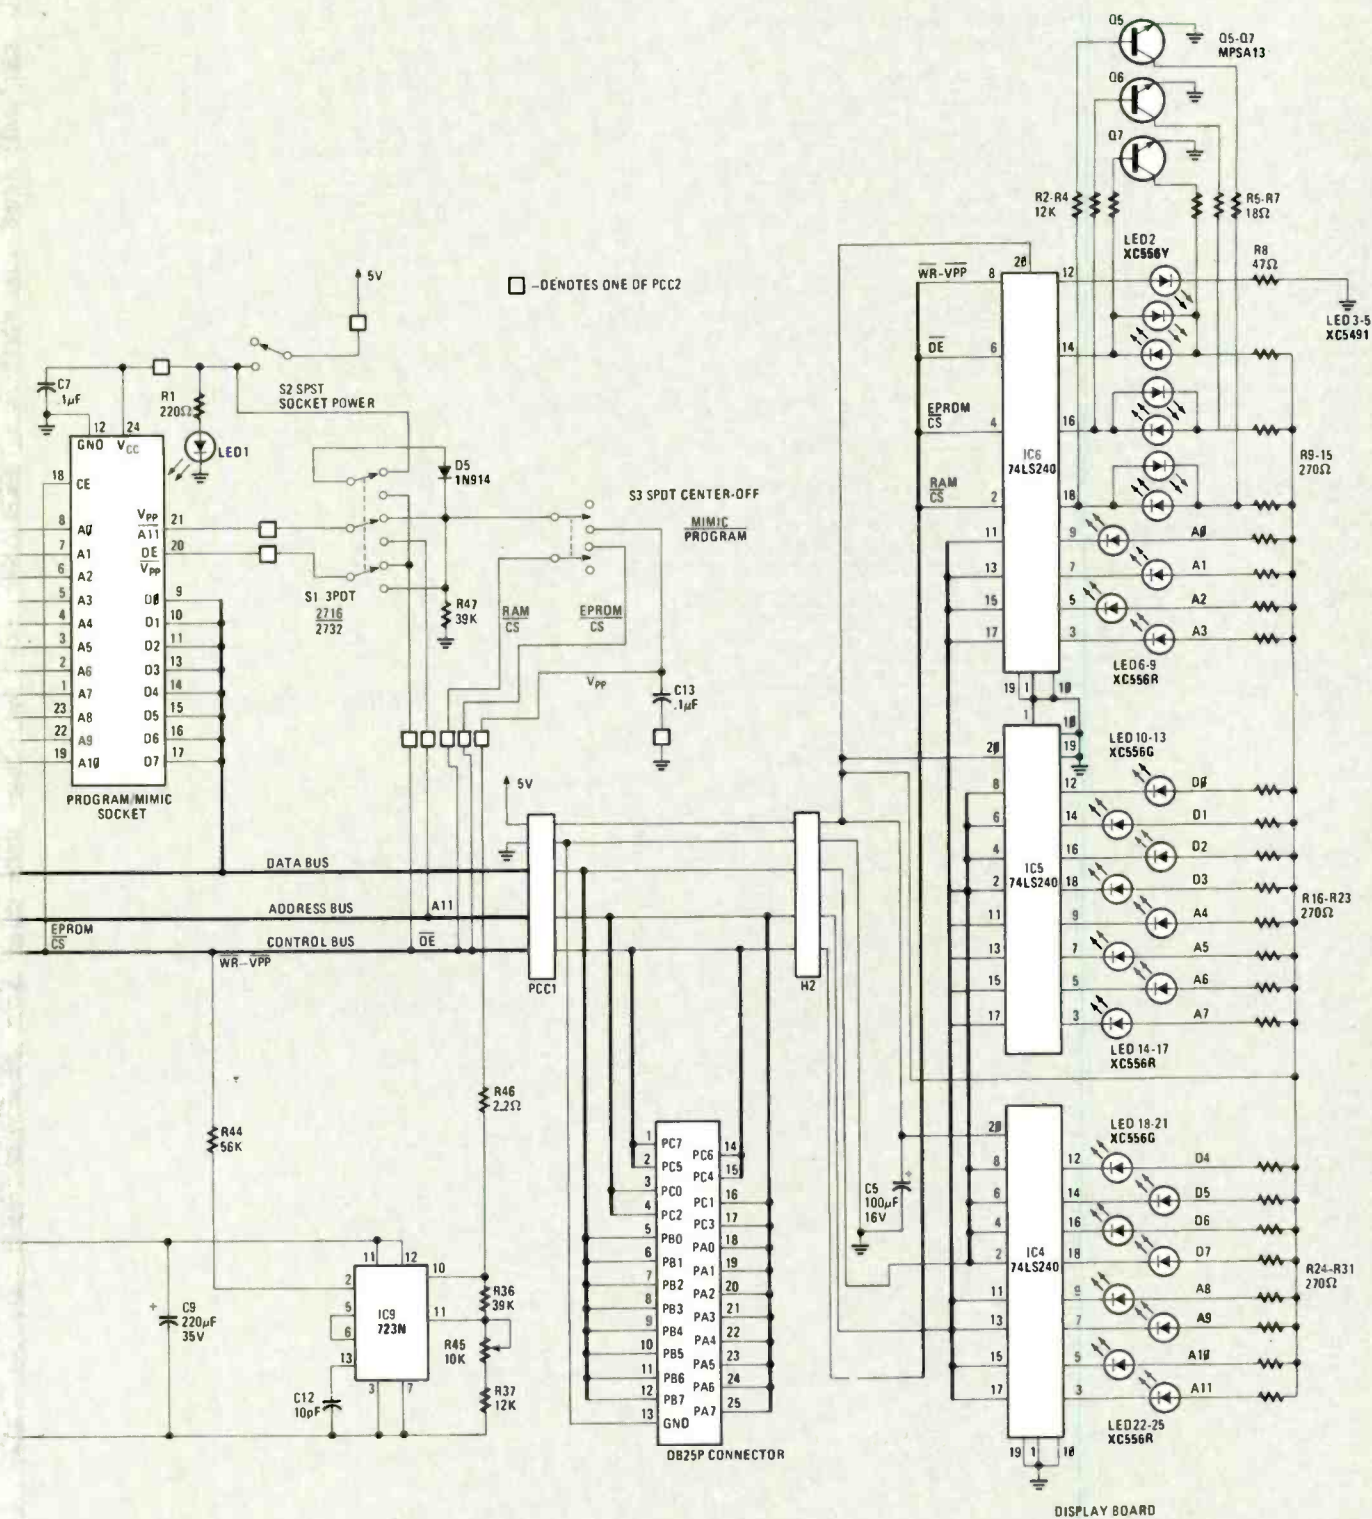 Q5
Q5-Q7
MPSA13
Q6
Q7
R2-R4
12K
R5-R7
18Ω
LED2
XC556Y
R8
47Ω
LED3-5
XC5491
5V
-DENOTES ONE OF PCC2
20
WR-VPP
8
12
OE
6
14
EPROM
CS
4
16
IC6
74LS240
RAM
CS
2
18
R9-15
270Ω
11
9
A0
13
7
A1
15
5
A2
17
3
A3
LED6-9
XC556R
19
1
10
C7
.1µF
R1
220Ω
S2 SPST
SOCKET POWER
LED1
12
24
GND
VCC
18
CE
D5
1N914
S3 SPDT CENTER-OFF
MIMIC
PROGRAM
8
A0
7
A1
6
A2
5
A3
4
A4
3
A5
2
A6
1
A7
23
A8
22
A9
19
A10
VPP
A11
21
OE
VPP
20
D0
9
D1
10
D2
11
D3
13
D4
14
D5
15
D6
16
D7
17
PROGRAM/MIMIC
SOCKET
S1 3PDT
2716
2732
R47
39K
RAM
CS
EPROM
CS
VPP
C13
.1µF
5V
DATA BUS
ADDRESS BUS
A11
EPROM
CS
CONTROL BUS
OE
WR-VPP
PCC1
H2
1
10
19
20
LED10-13
XC556G
8
12
D0
6
14
D1
4
16
D2
IC5
74LS240
2
18
D3
11
9
A4
13
7
A5
15
5
A6
17
3
A7
R16-R23
270Ω
LED 14-17
XC556R
R44
56K
R46
2.2Ω
1
PC7
2
PC5
3
PC0
4
PC2
5
PB0
6
PB1
7
PB2
8
PB3
9
PB4
10
PB5
11
PB6
12
PB7
13
GND
PC6
14
PC4
15
PC1
16
PC3
17
PA0
18
PA1
19
PA2
20
PA3
21
PA4
22
PA5
23
PA6
24
PA7
25
DB25P CONNECTOR
C5
100µF
16V
+
C9
220µF
35V
+
11
12
2
10
5
IC9
723N
11
6
13
3
7
C12
10pF
R36
39K
R45
10K
R37
12K
20
LED 18-21
XC556G
8
12
D4
6
14
D5
4
16
D6
IC4
74LS240
2
18
D7
11
9
A8
13
7
A9
15
5
A10
17
3
A11
R24-R31
270Ω
LED22-25
XC556R
19
1
10
DISPLAY BOARD